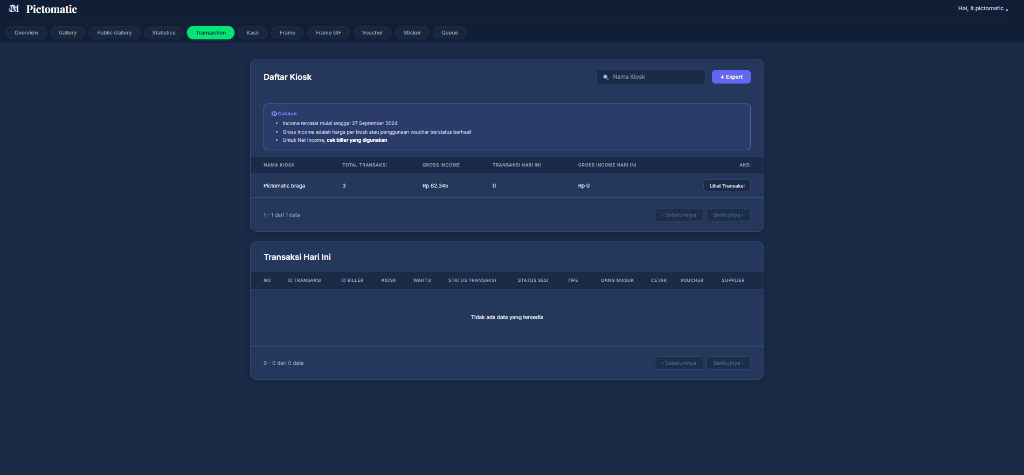 Pictomatic
Hai, it.pictomatic
Overview Gallery Public Gallery Statistics Transaction Kasir Frame Frame GIF Voucher Sticker Queue
Daftar Kiosk
Nama Kiosk
Export
Catatan
Income tercatat mulai tanggal 27 September 2024
Gross Income adalah harga per kiosk atau penggunaan voucher berstatus berhasil
Untuk Net Income, cek biller yang digunakan
NAMA KIOSK TOTAL TRANSAKSI GROSS INCOME TRANSAKSI HARI INI GROSS INCOME HARI INI AKSI
Pictomatic braga 3 Rp 82.345 0 Rp 0 Lihat Transaksi
1 - 1 dari 1 data
‹ Sebelumnya Berikutnya ›
Transaksi Hari Ini
NO ID TRANSAKSI ID BILLER KIOSK WAKTU STATUS TRANSAKSI STATUS SESI TIPE UANG MASUK CETAK VOUCHER SUPPLIER
Tidak ada data yang tersedia
0 - 0 dari 0 data
‹ Sebelumnya Berikutnya ›